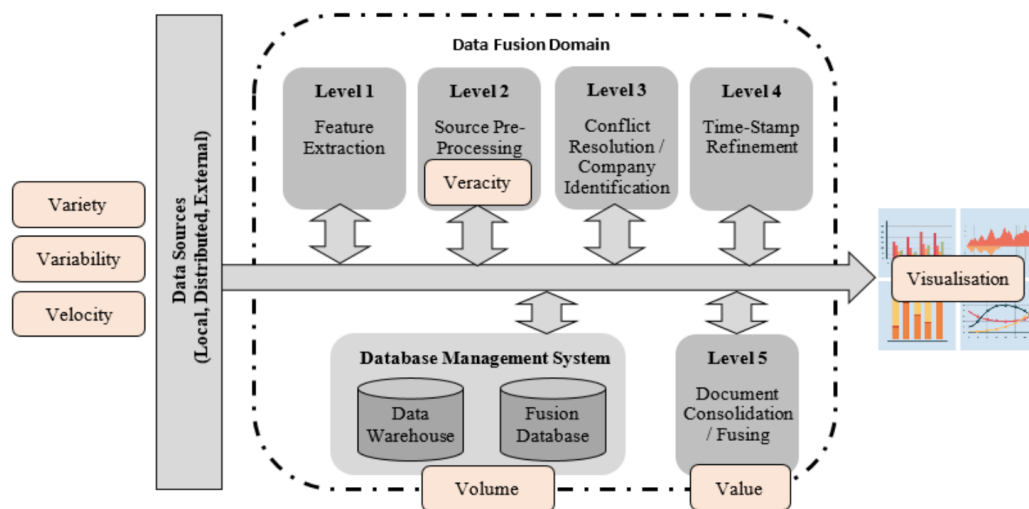 Data Fusion Domain
Variety
Variability
Velocity
Data Sources
(Local, Distributed, External)
Level 1
Feature
Extraction
Level 2
Source Pre-
Processing
Veracity
Level 3
Conflict
Resolution /
Company
Identification
Level 4
Time-Stamp
Refinement
Visualisation
Database Management System
Data
Warehouse
Fusion
Database
Volume
Level 5
Document
Consolidation
/ Fusing
Value